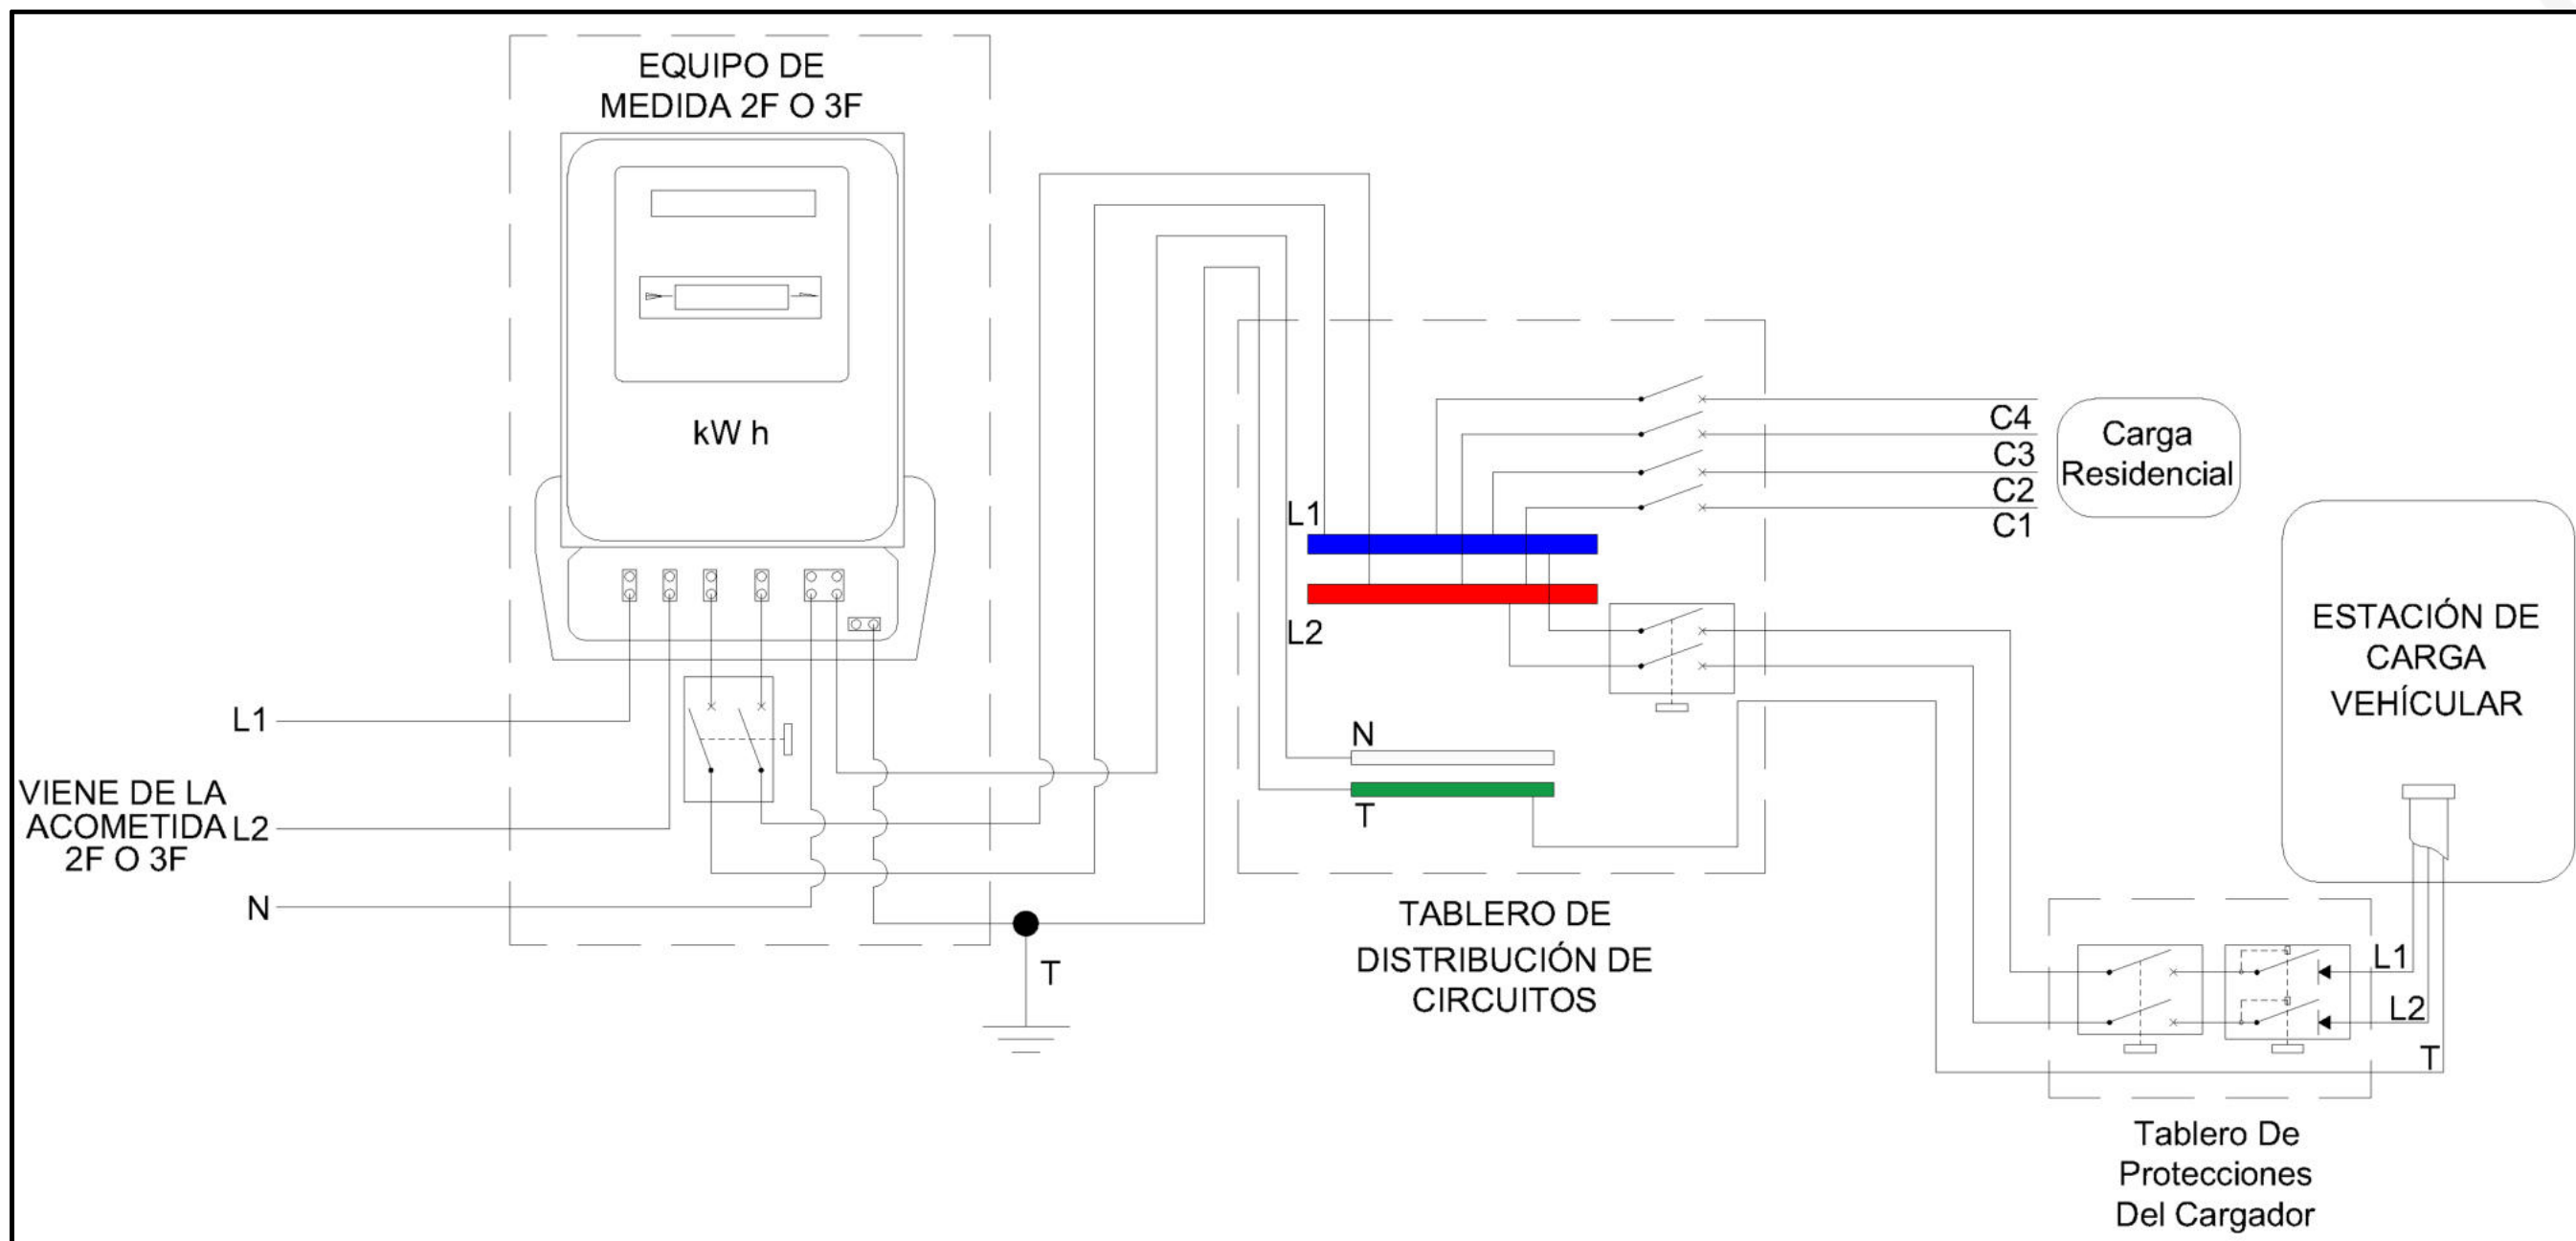 EQUIPO DE
MEDIDA 2F O 3F
kW h
L1
VIENE DE LA
ACOMETIDA
2F O 3F
L2
N
T
L1
L2
N
T
TABLERO DE
DISTRIBUCIÓN DE
CIRCUITOS
C4
C3
C2
C1
Carga
Residencial
ESTACIÓN DE
CARGA
VEHÍCULAR
L1
L2
T
Tablero De
Protecciones
Del Cargador